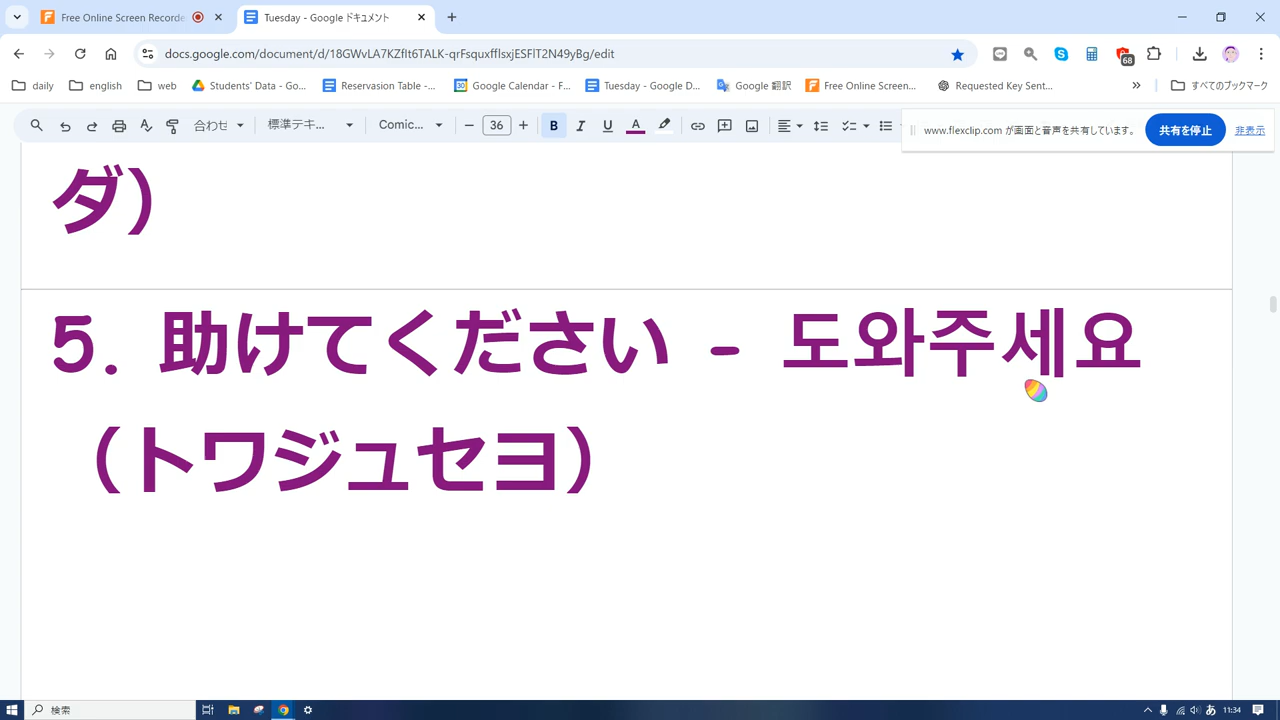 Free Online Screen Recorde
Tuesday - Google ドキュメント
docs.google.com/document/d/18GWvLA7KZflt6TALK-qrFsquxfflsxjESFlT2N49yBg/edit
68
daily
english
web
Students' Data - Go...
Reservasion Table -...
Google Calendar - F...
Tuesday - Google D...
Google 翻訳
Free Online Screen...
Requested Key Sent...
»
すべてのブックマーク
合わせ
標準テキ...
Comic...
36
B I U A
www.flexclip.com が画面と音声を共有しています。
共有を停止
非表示
ダ）
5. 助けてください - 도와주세요
（トワジュセヨ）
検索
あ
11:34